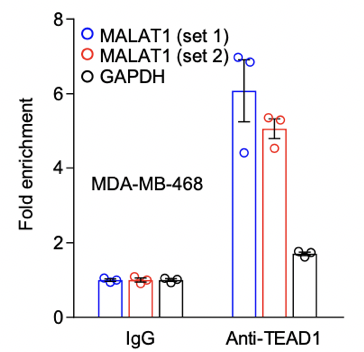 8
MALAT1 (set 1)
MALAT1 (set 2)
GAPDH
6
4
MDA-MB-468
2
0
Fold enrichment
IgG
Anti-TEAD1